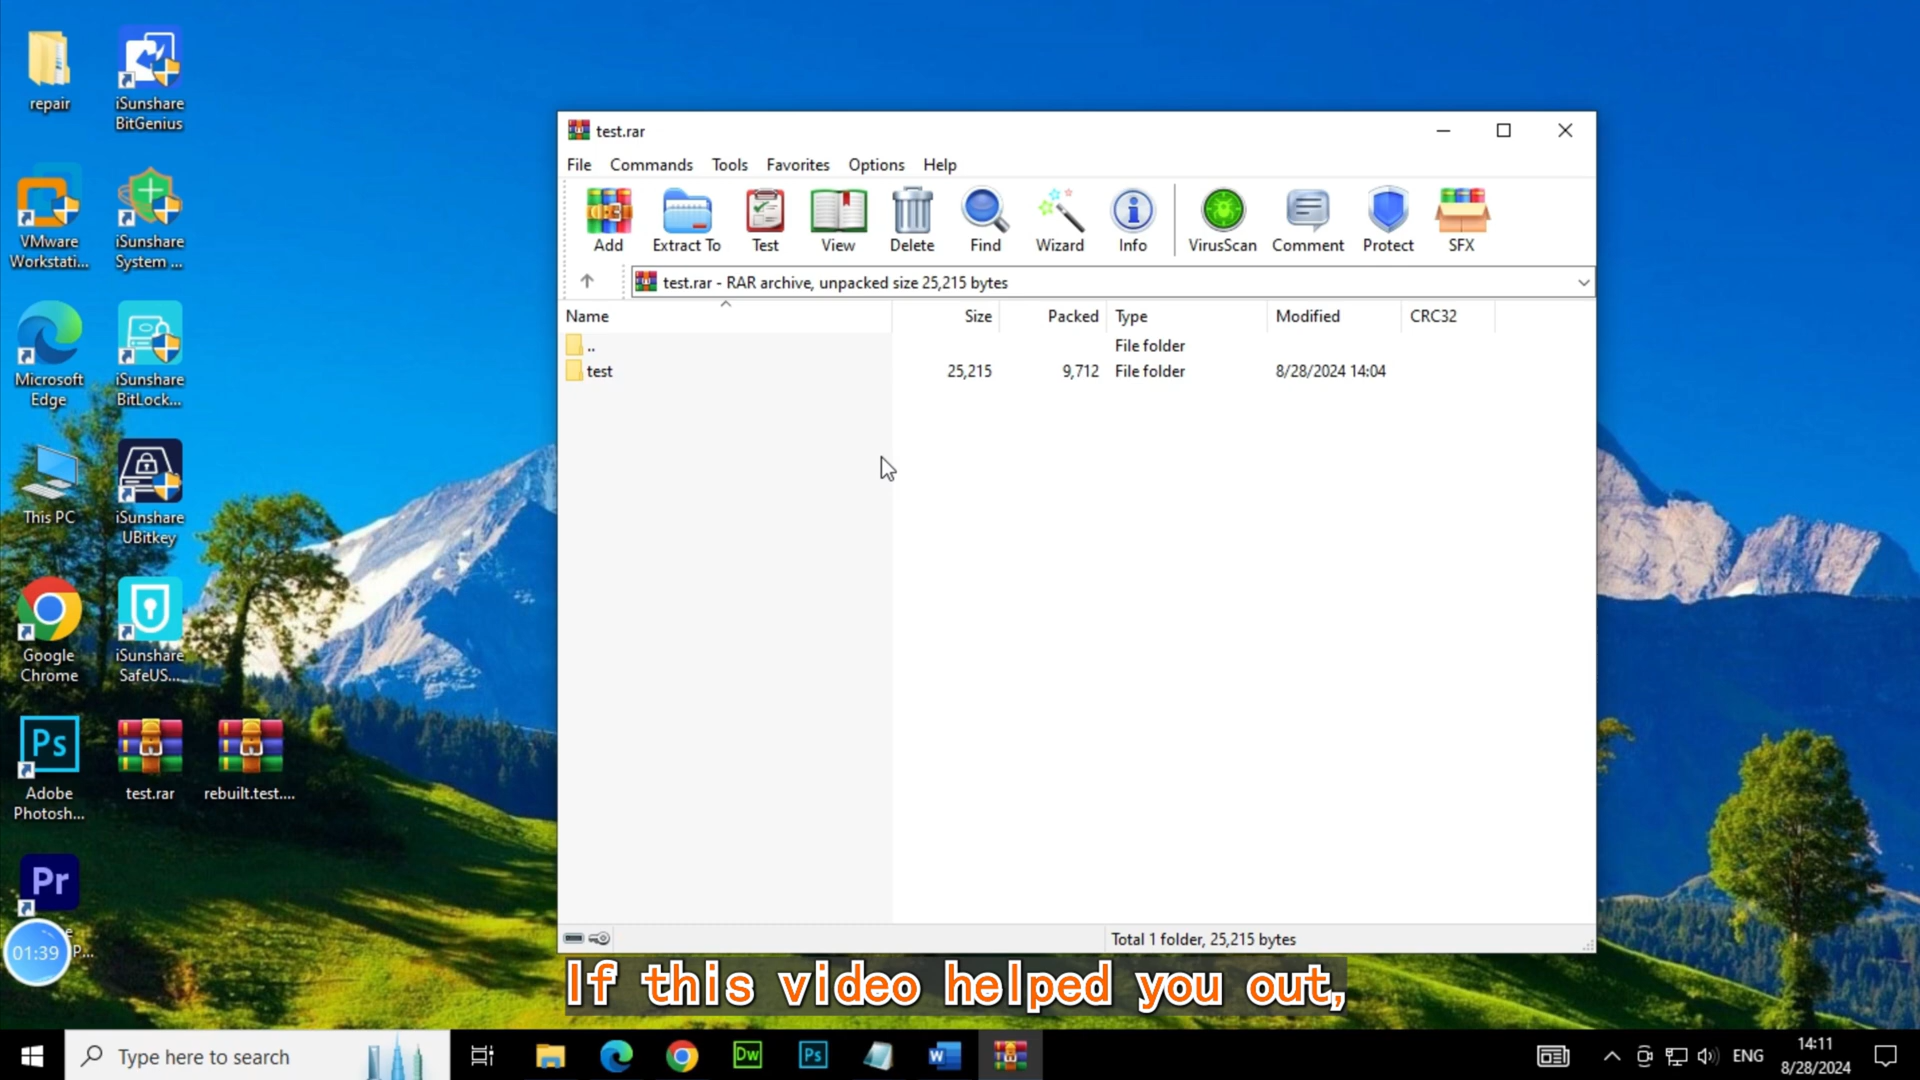 repair
iSunshare
BitGenius
VMware
Workstati...
iSunshare
System ...
Microsoft
Edge
iSunshare
BitLock...
This PC
iSunshare
UBitkey
Google
Chrome
iSunshare
SafeUS...
Ps
Adobe
Photosh...
test.rar
rebuilt.test....
Pr
01:39
e
P...
test.rar
File Commands Tools Favorites Options Help
Add Extract To Test View Delete Find Wizard Info VirusScan Comment Protect SFX
test.rar - RAR archive, unpacked size 25,215 bytes
Name Size Packed Type Modified CRC32
.. File folder
test 25,215 9,712 File folder 8/28/2024 14:04
Total 1 folder, 25,215 bytes
If this video helped you out,
Type here to search
Dw
Ps
W
ENG
14:11
8/28/2024